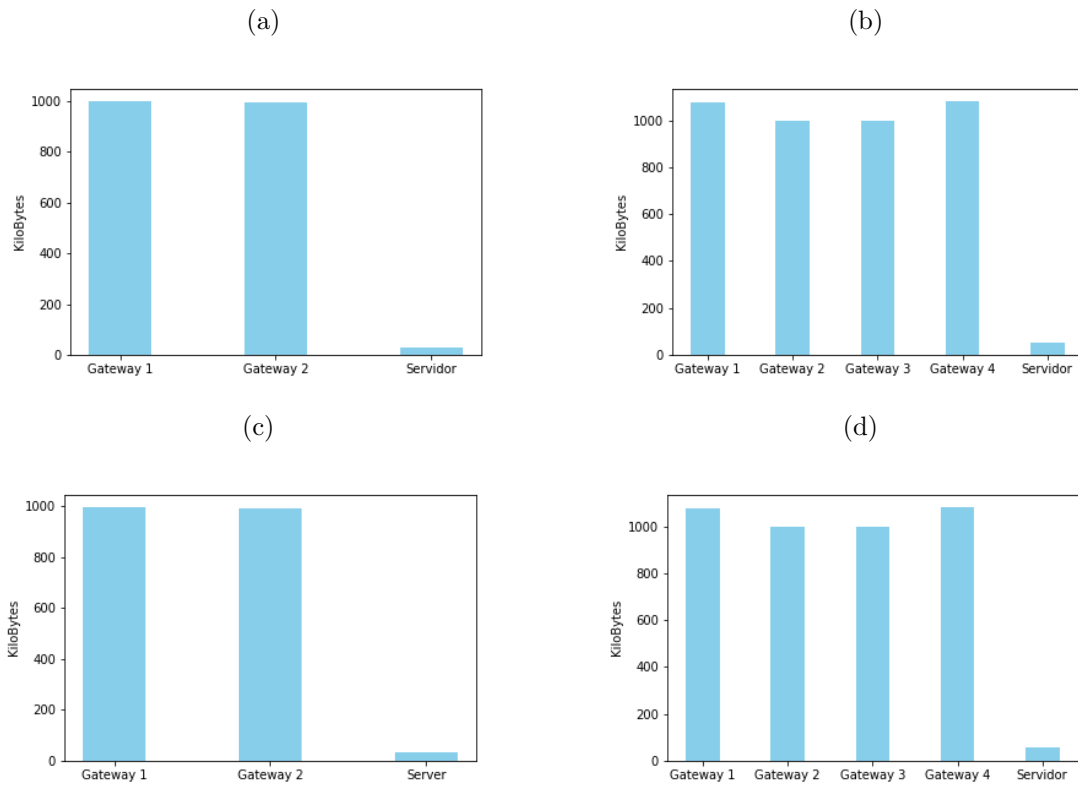 (a)
1000
800
600
400
200
0
KiloBytes
Gateway 1 Gateway 2 Servidor
(b)
1000
800
600
400
200
0
KiloBytes
Gateway 1 Gateway 2 Gateway 3 Gateway 4 Servidor
(c)
1000
800
600
400
200
0
KiloBytes
Gateway 1 Gateway 2 Server
(d)
1000
800
600
400
200
0
KiloBytes
Gateway 1 Gateway 2 Gateway 3 Gateway 4 Servidor